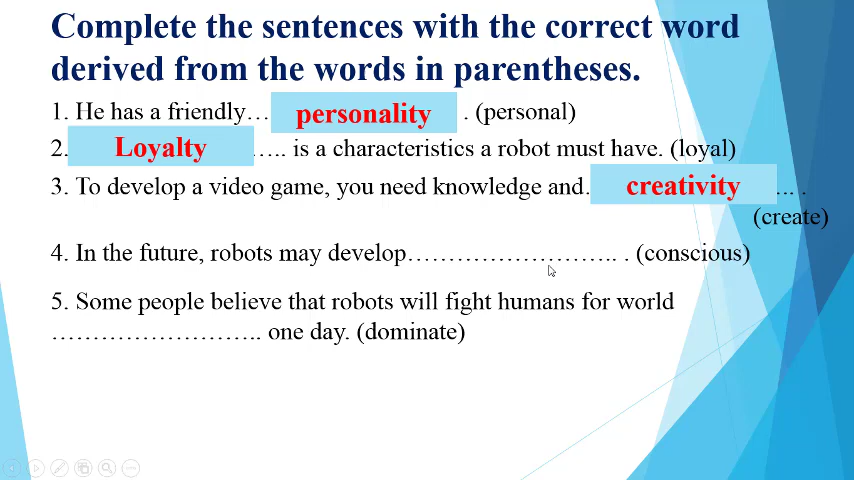 Complete the sentences with the correct word
derived from the words in parentheses.
1. He has a friendly… personality . (personal)
2. Loyalty ….. is a characteristics a robot must have. (loyal)
3. To develop a video game, you need knowledge and. creativity ... .
(create)
4. In the future, robots may develop…………………….. . (conscious)
5. Some people believe that robots will fight humans for world
…………………….. one day. (dominate)